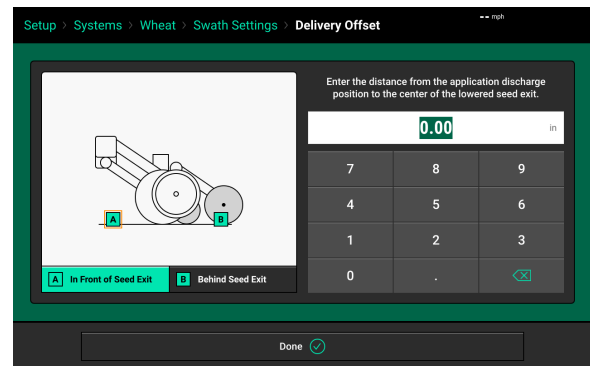 Setup > Systems > Wheat > Swath Settings > Delivery Offset
-- mph
Enter the distance from the application discharge
position to the center of the lowered seed exit.
0.00 in
7 8 9
4 5 6
1 2 3
0 .
A B
A In Front of Seed Exit B Behind Seed Exit
Done